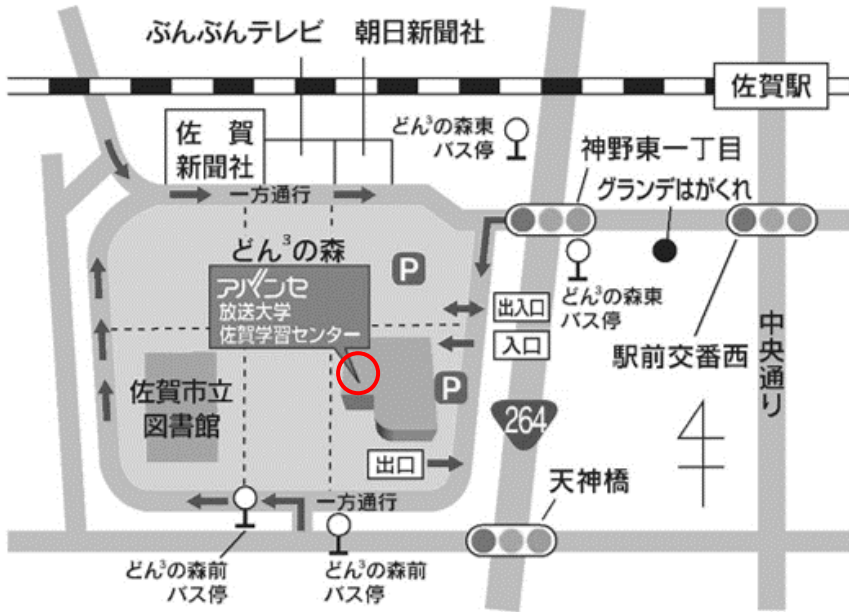 ぶんぶんテレビ
朝日新聞社
佐賀駅
佐賀
新聞社
どん³の森東
バス停
神野東一丁目
グランデはがくれ
一方通行
どん³の森
P
アバンセ
放送大学
佐賀学習センター
出入口
入口
どん³の森東
バス停
駅前交番西
中央通り
佐賀市立
図書館
P
264
出口
天神橋
一方通行
どん³の森前
バス停
どん³の森前
バス停